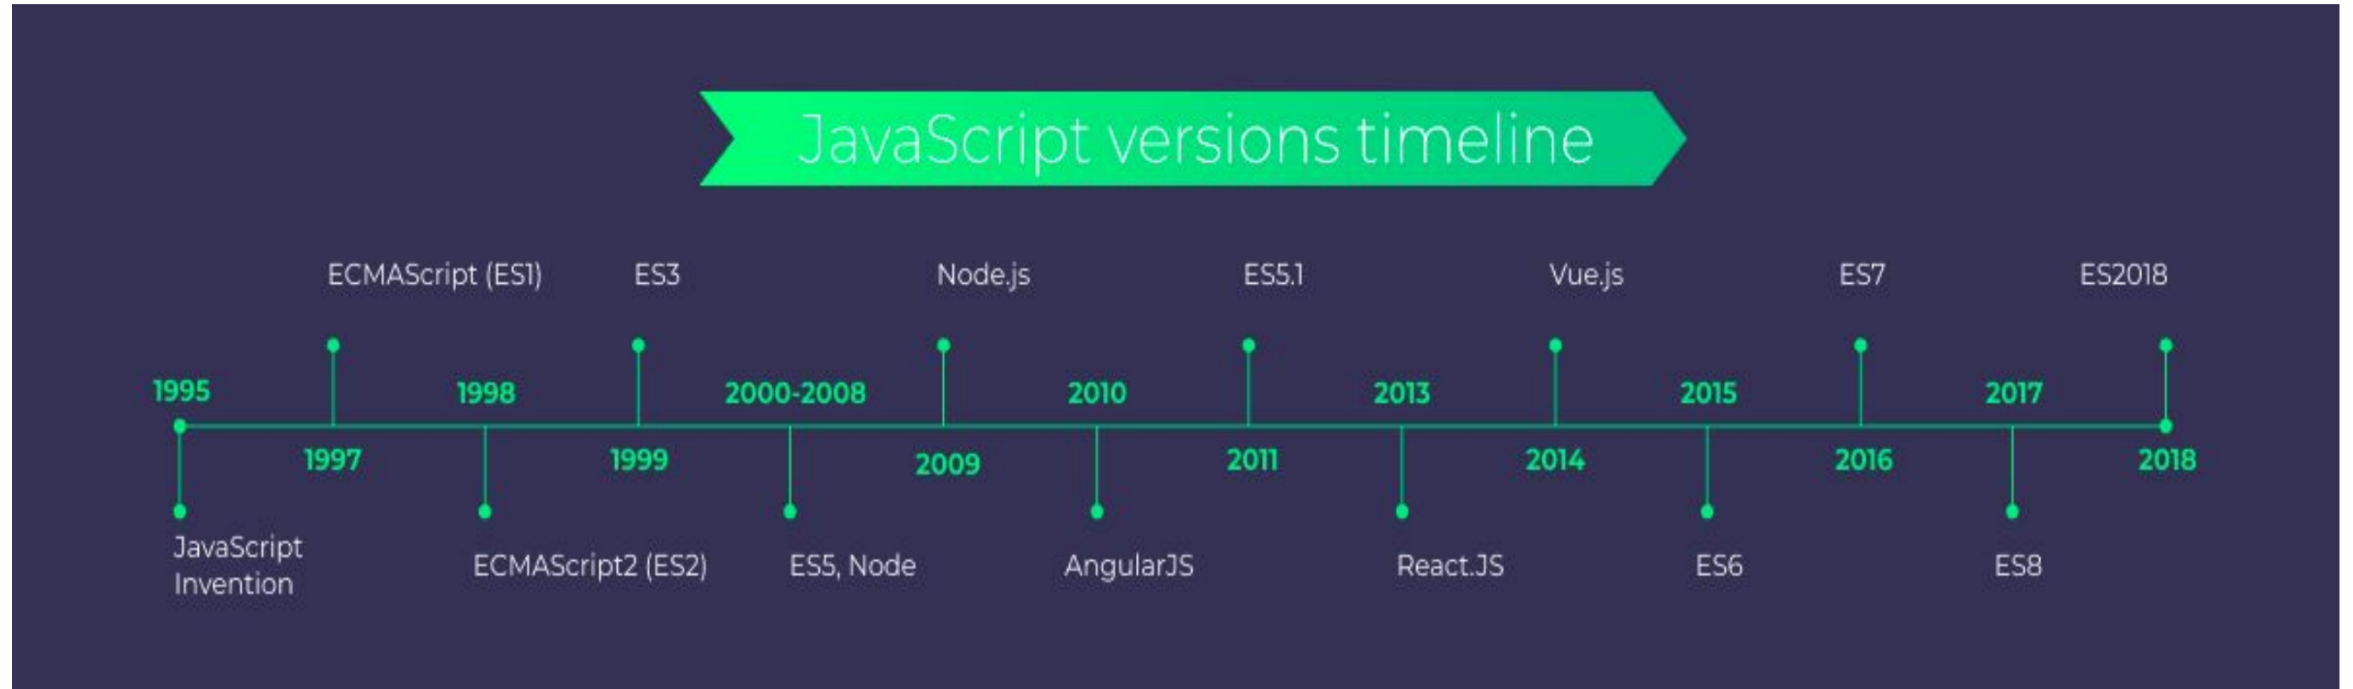 JavaScript versions timeline
ECMAScript (ES1)
ES3
Node.js
ES5.1
Vue.js
ES7
ES2018
1995
1998
2000-2008
2010
2013
2015
2017
1997
1999
2009
2011
2014
2016
2018
JavaScript
Invention
ECMAScript2 (ES2)
ES5, Node
AngularJS
React.JS
ES6
ES8